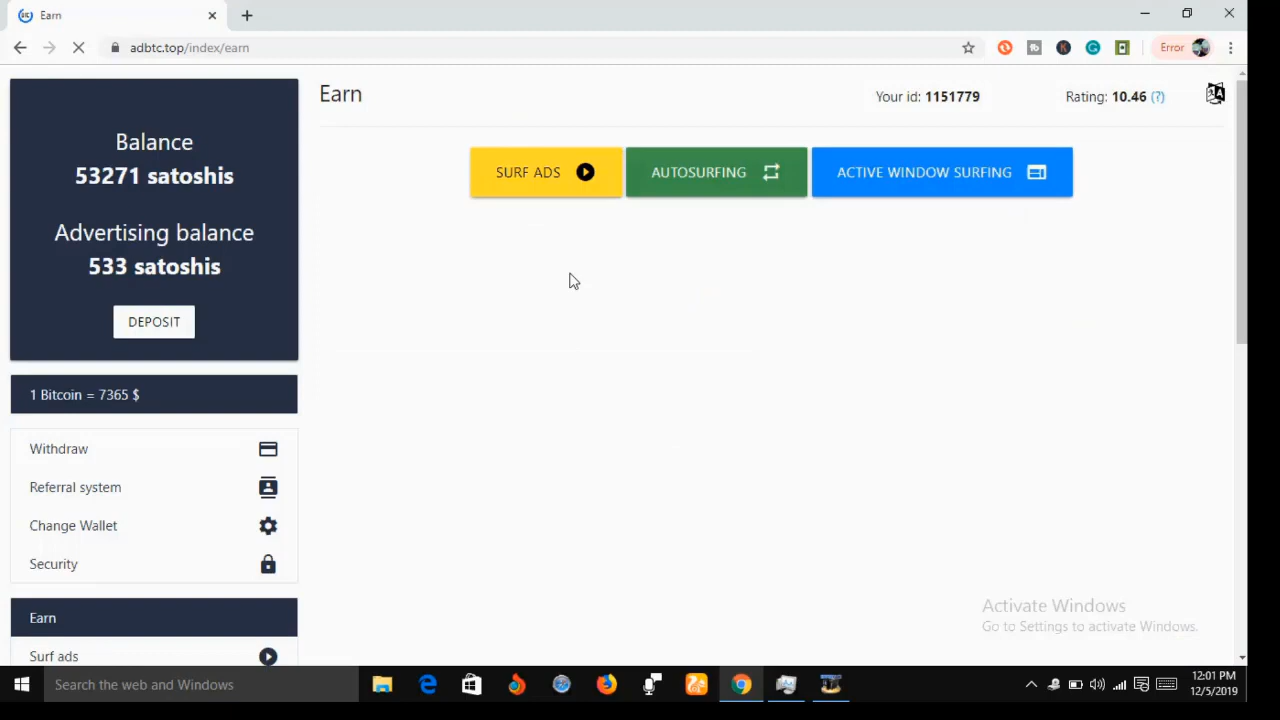 Earn
adbtc.top/index/earn
Error
Balance
53271 satoshis
Advertising balance
533 satoshis
DEPOSIT
1 Bitcoin = 7365 $
Withdraw
Referral system
Change Wallet
Security
Earn
Surf ads
Earn
Your id: 1151779
Rating: 10.46 (?)
SURF ADS
AUTOSURFING
ACTIVE WINDOW SURFING
Activate Windows
Go to Settings to activate Windows.
Search the web and Windows
12:01 PM
12/5/2019